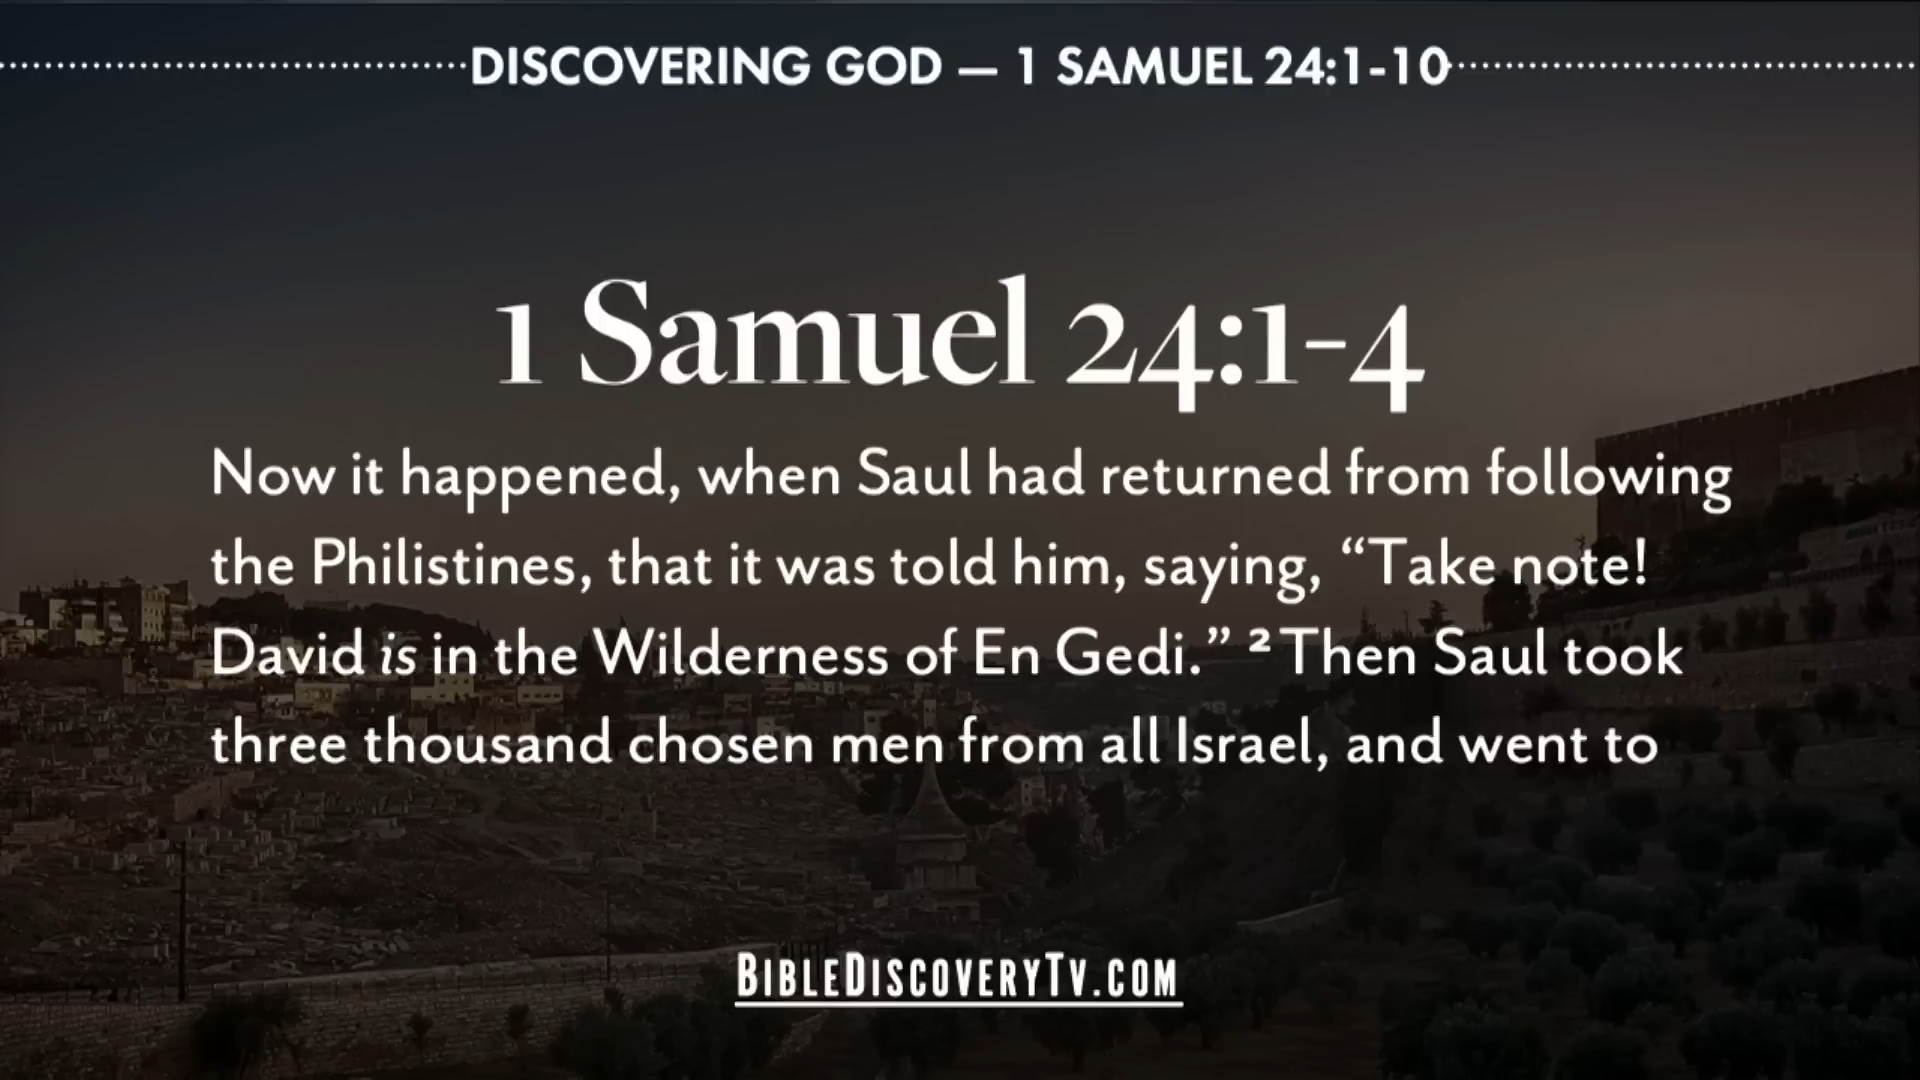 DISCOVERING GOD — 1 SAMUEL 24:1-10
1 Samuel 24:1-4
Now it happened, when Saul had returned from following
the Philistines, that it was told him, saying, “Take note!
David is in the Wilderness of En Gedi.” ² Then Saul took
three thousand chosen men from all Israel, and went to
BIBLEDISCOVERYTV.COM